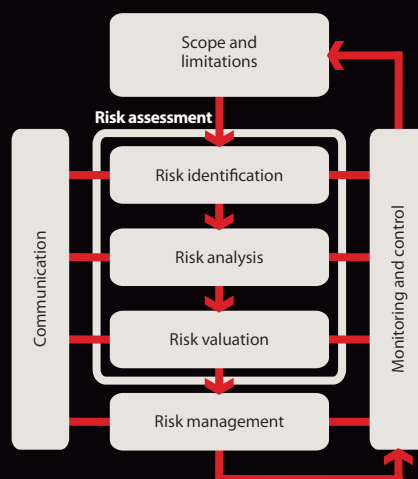 Scope and
limitations
Risk assessment
Risk identification
Risk analysis
Risk valuation
Risk management
Communication
Monitoring and control